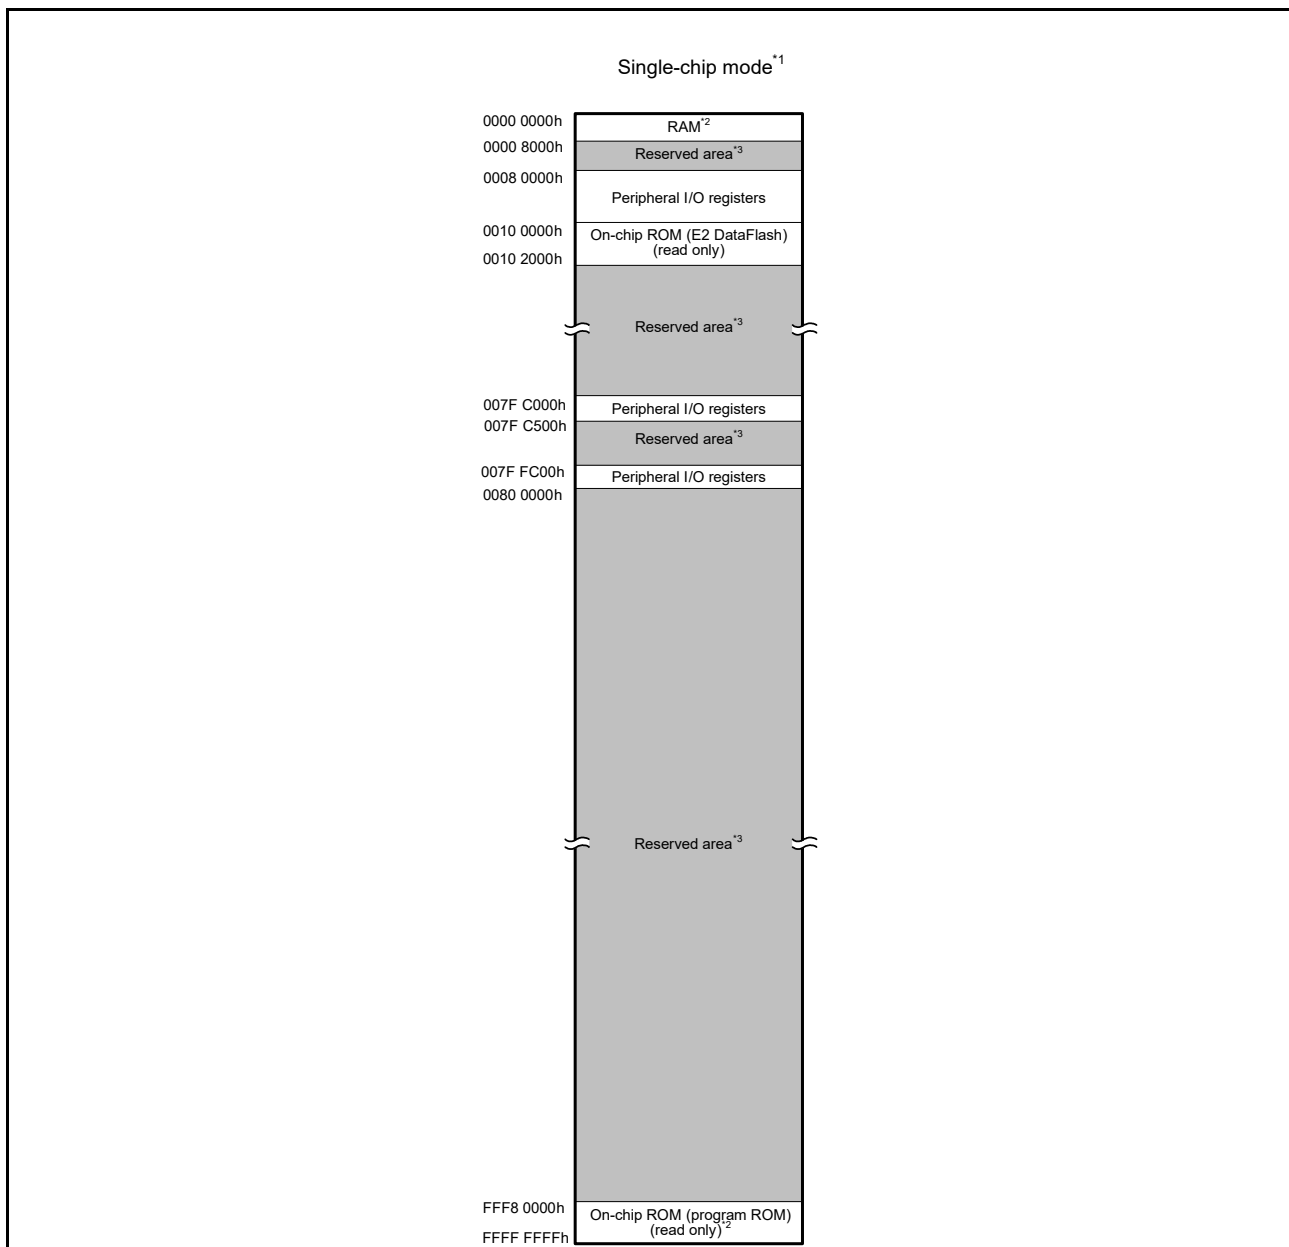 Single-chip mode*1
0000 0000h
RAM*2
0000 8000h
Reserved area*3
0008 0000h
Peripheral I/O registers
0010 0000h
On-chip ROM (E2 DataFlash)
(read only)
0010 2000h
Reserved area*3
007F C000h
Peripheral I/O registers
007F C500h
Reserved area*3
007F FC00h
Peripheral I/O registers
0080 0000h
Reserved area*3
FFF8 0000h
On-chip ROM (program ROM)
(read only)*2
FFFF FFFFh